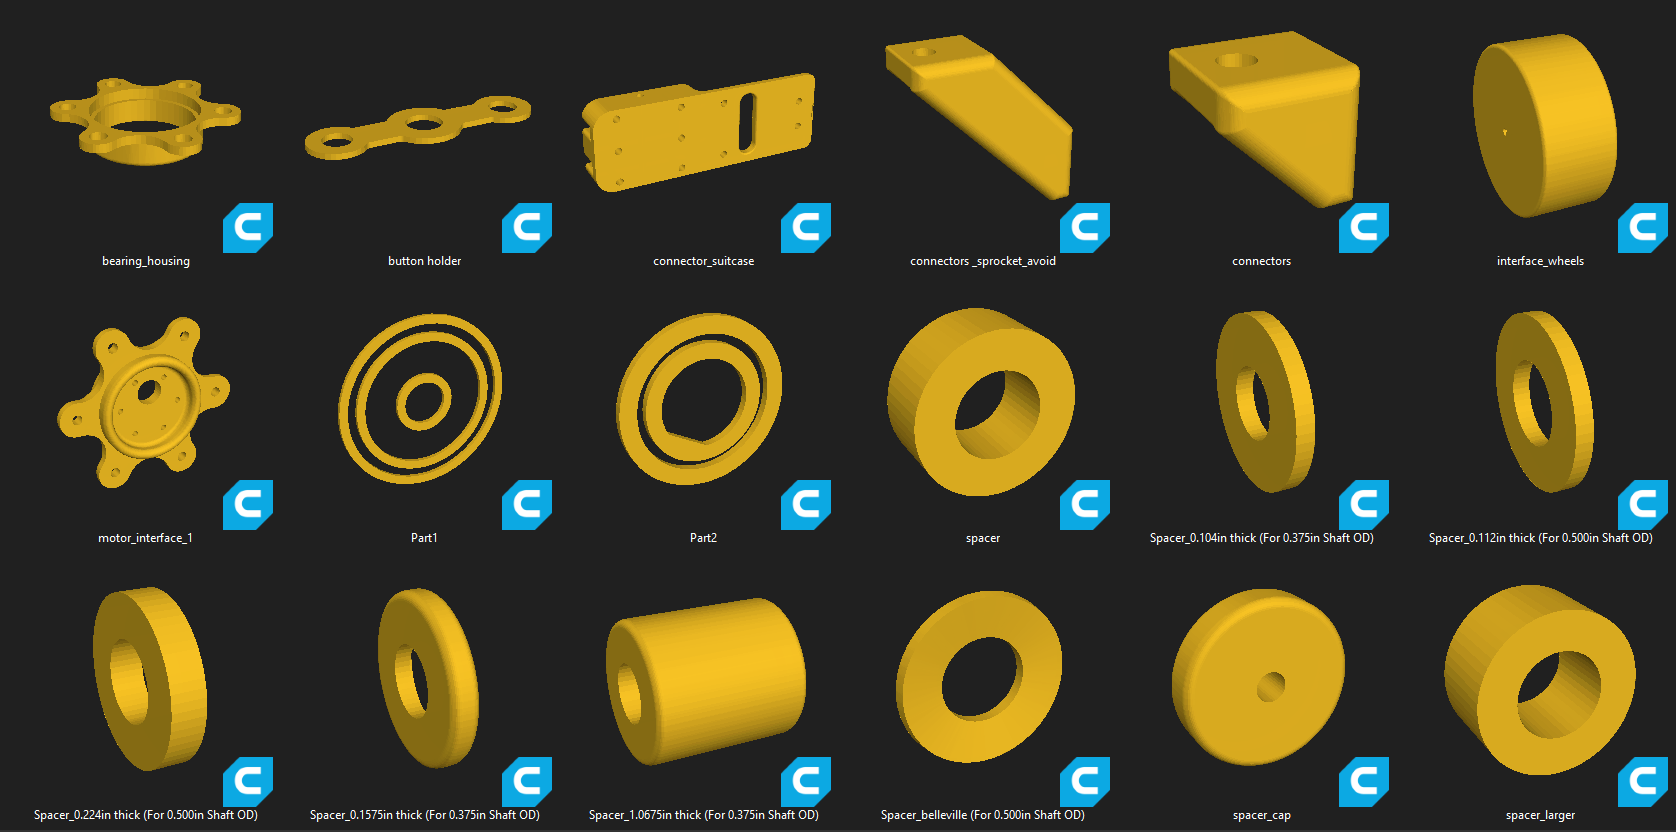 bearing_housing
button holder
connector_suitcase
connectors _sprocket_avoid
connectors
interface_wheels
motor_interface_1
Part1
Part2
spacer
Spacer_0.104in thick (For 0.375in Shaft OD)
Spacer_0.112in thick (For 0.500in Shaft OD)
Spacer_0.224in thick (For 0.500in Shaft OD)
Spacer_0.1575in thick (For 0.375in Shaft OD)
Spacer_1.0675in thick (For 0.375in Shaft OD)
Spacer_belleville (For 0.500in Shaft OD)
spacer_cap
spacer_larger